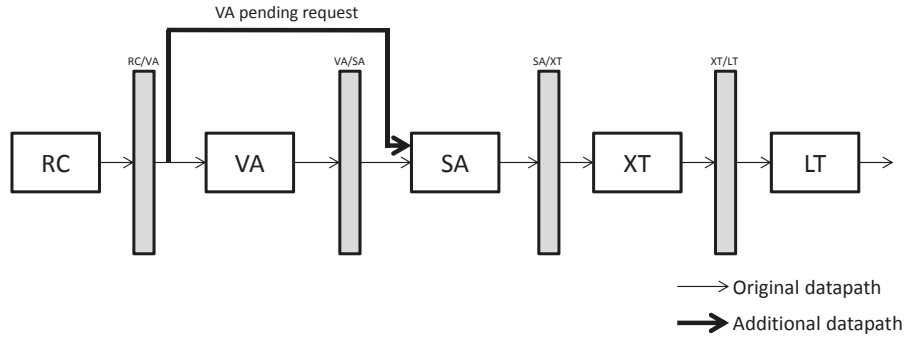 VA pending request
RC/VA
VA/SA
SA/XT
XT/LT
RC
VA
SA
XT
LT
Original datapath
Additional datapath